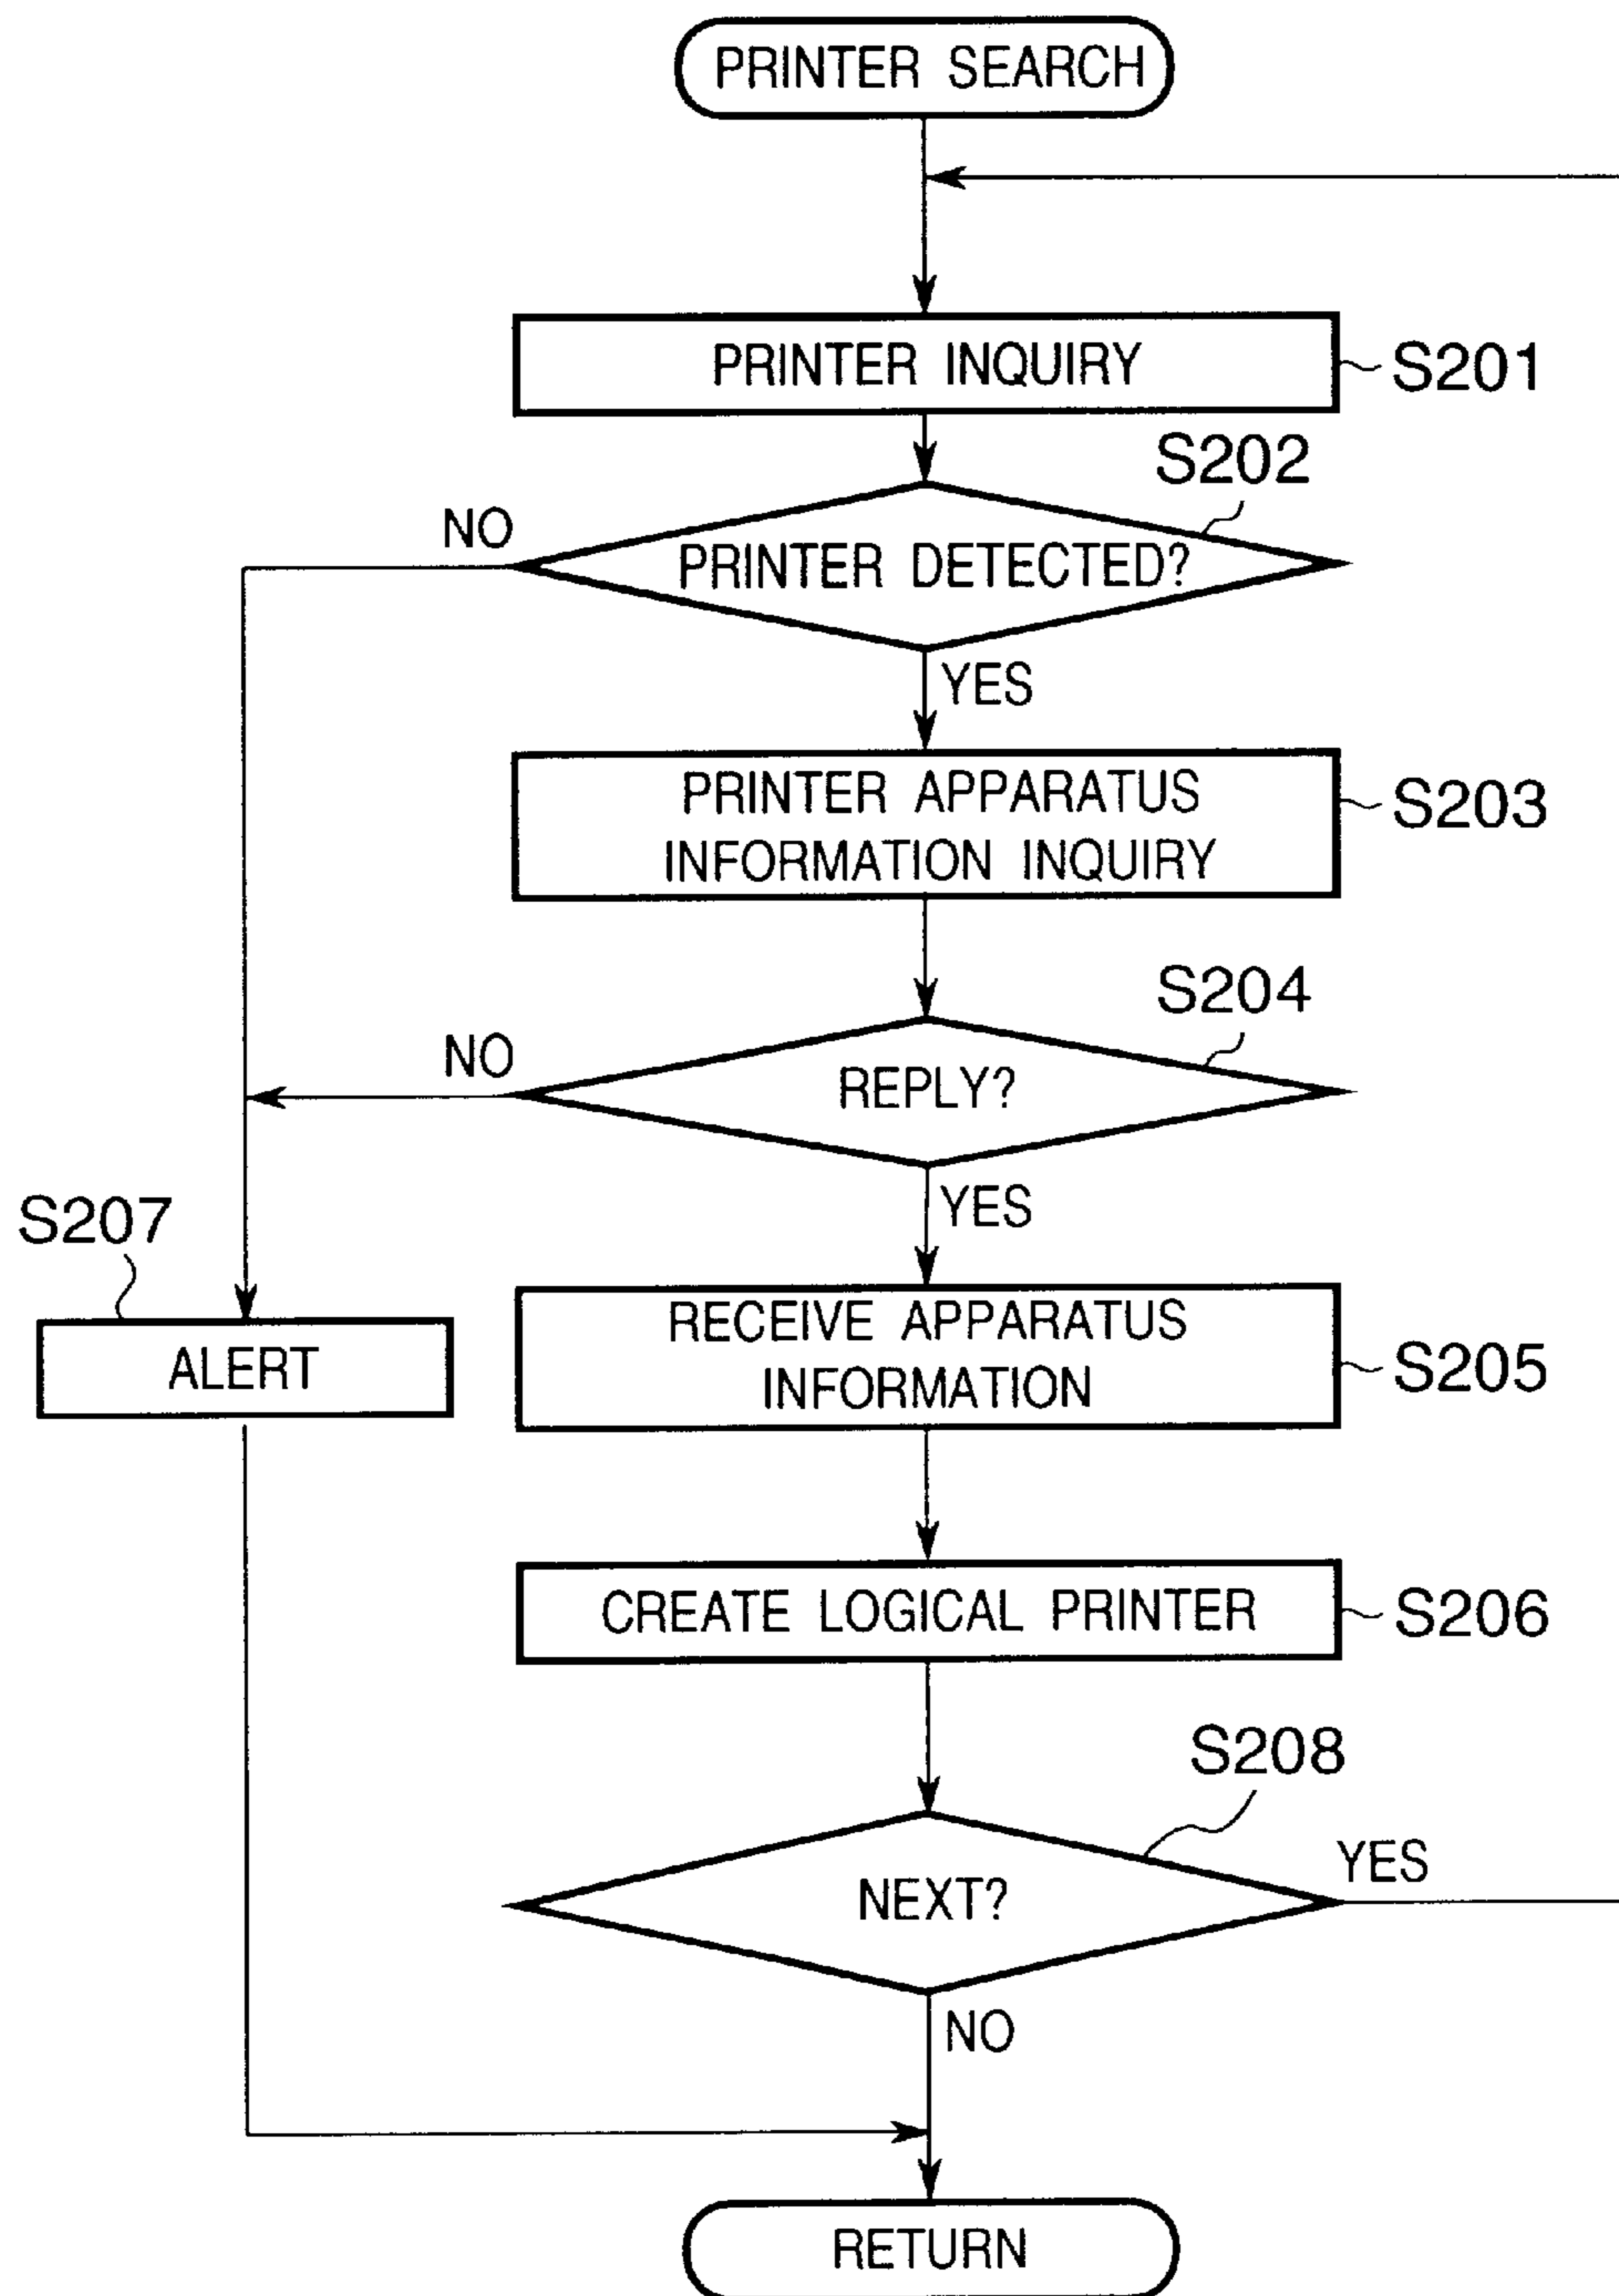 PRINTER SEARCH
PRINTER INQUIRY
S201
S202
NO
PRINTER DETECTED?
YES
PRINTER APPARATUS
INFORMATION INQUIRY
S203
S204
NO
REPLY?
YES
S207
ALERT
RECEIVE APPARATUS
INFORMATION
S205
CREATE LOGICAL PRINTER
S206
S208
YES
NEXT?
NO
RETURN